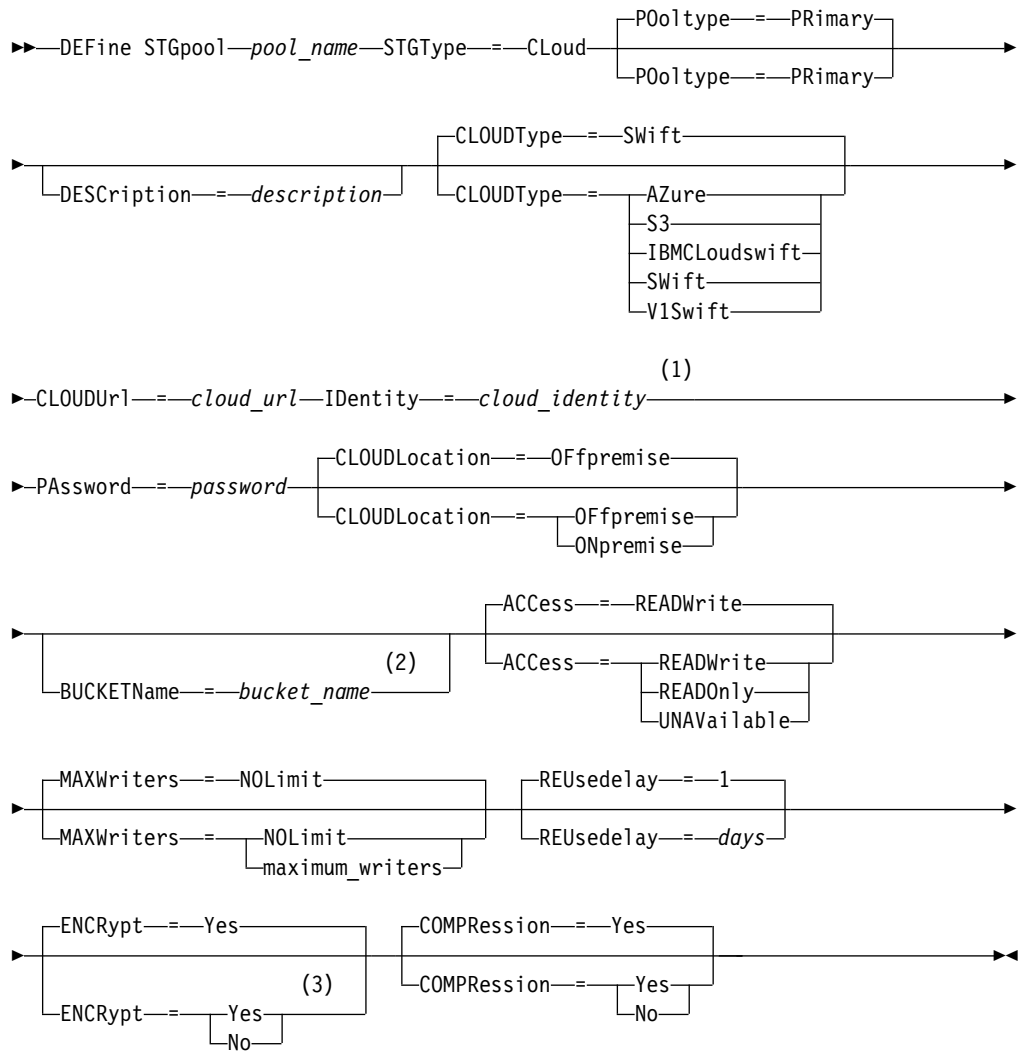 POoltype = PRimary
DEFine STGpool pool_name STGType = CLoud
POoltype = PRimary
CLOUDType = SWift
DESCription = description
CLOUDType = AZure
S3
IBMCLoudswift
SWift
V1Swift
(1)
CLOUDUrl = cloud_url IDentity = cloud_identity
CLOUDLocation = OFfpremise
PAssword = password
CLOUDLocation = OFfpremise
ONpremise
ACCess = READWrite
(2)
BUCKETName = bucket_name
ACCess = READWrite
READOnly
UNAVailable
MAXWriters = NOLimit
REUsedelay = 1
MAXWriters = NOLimit
maximum_writers
REUsedelay = days
ENCRypt = Yes
COMPRession = Yes
(3)
ENCRypt = Yes
No
COMPRession = Yes
No